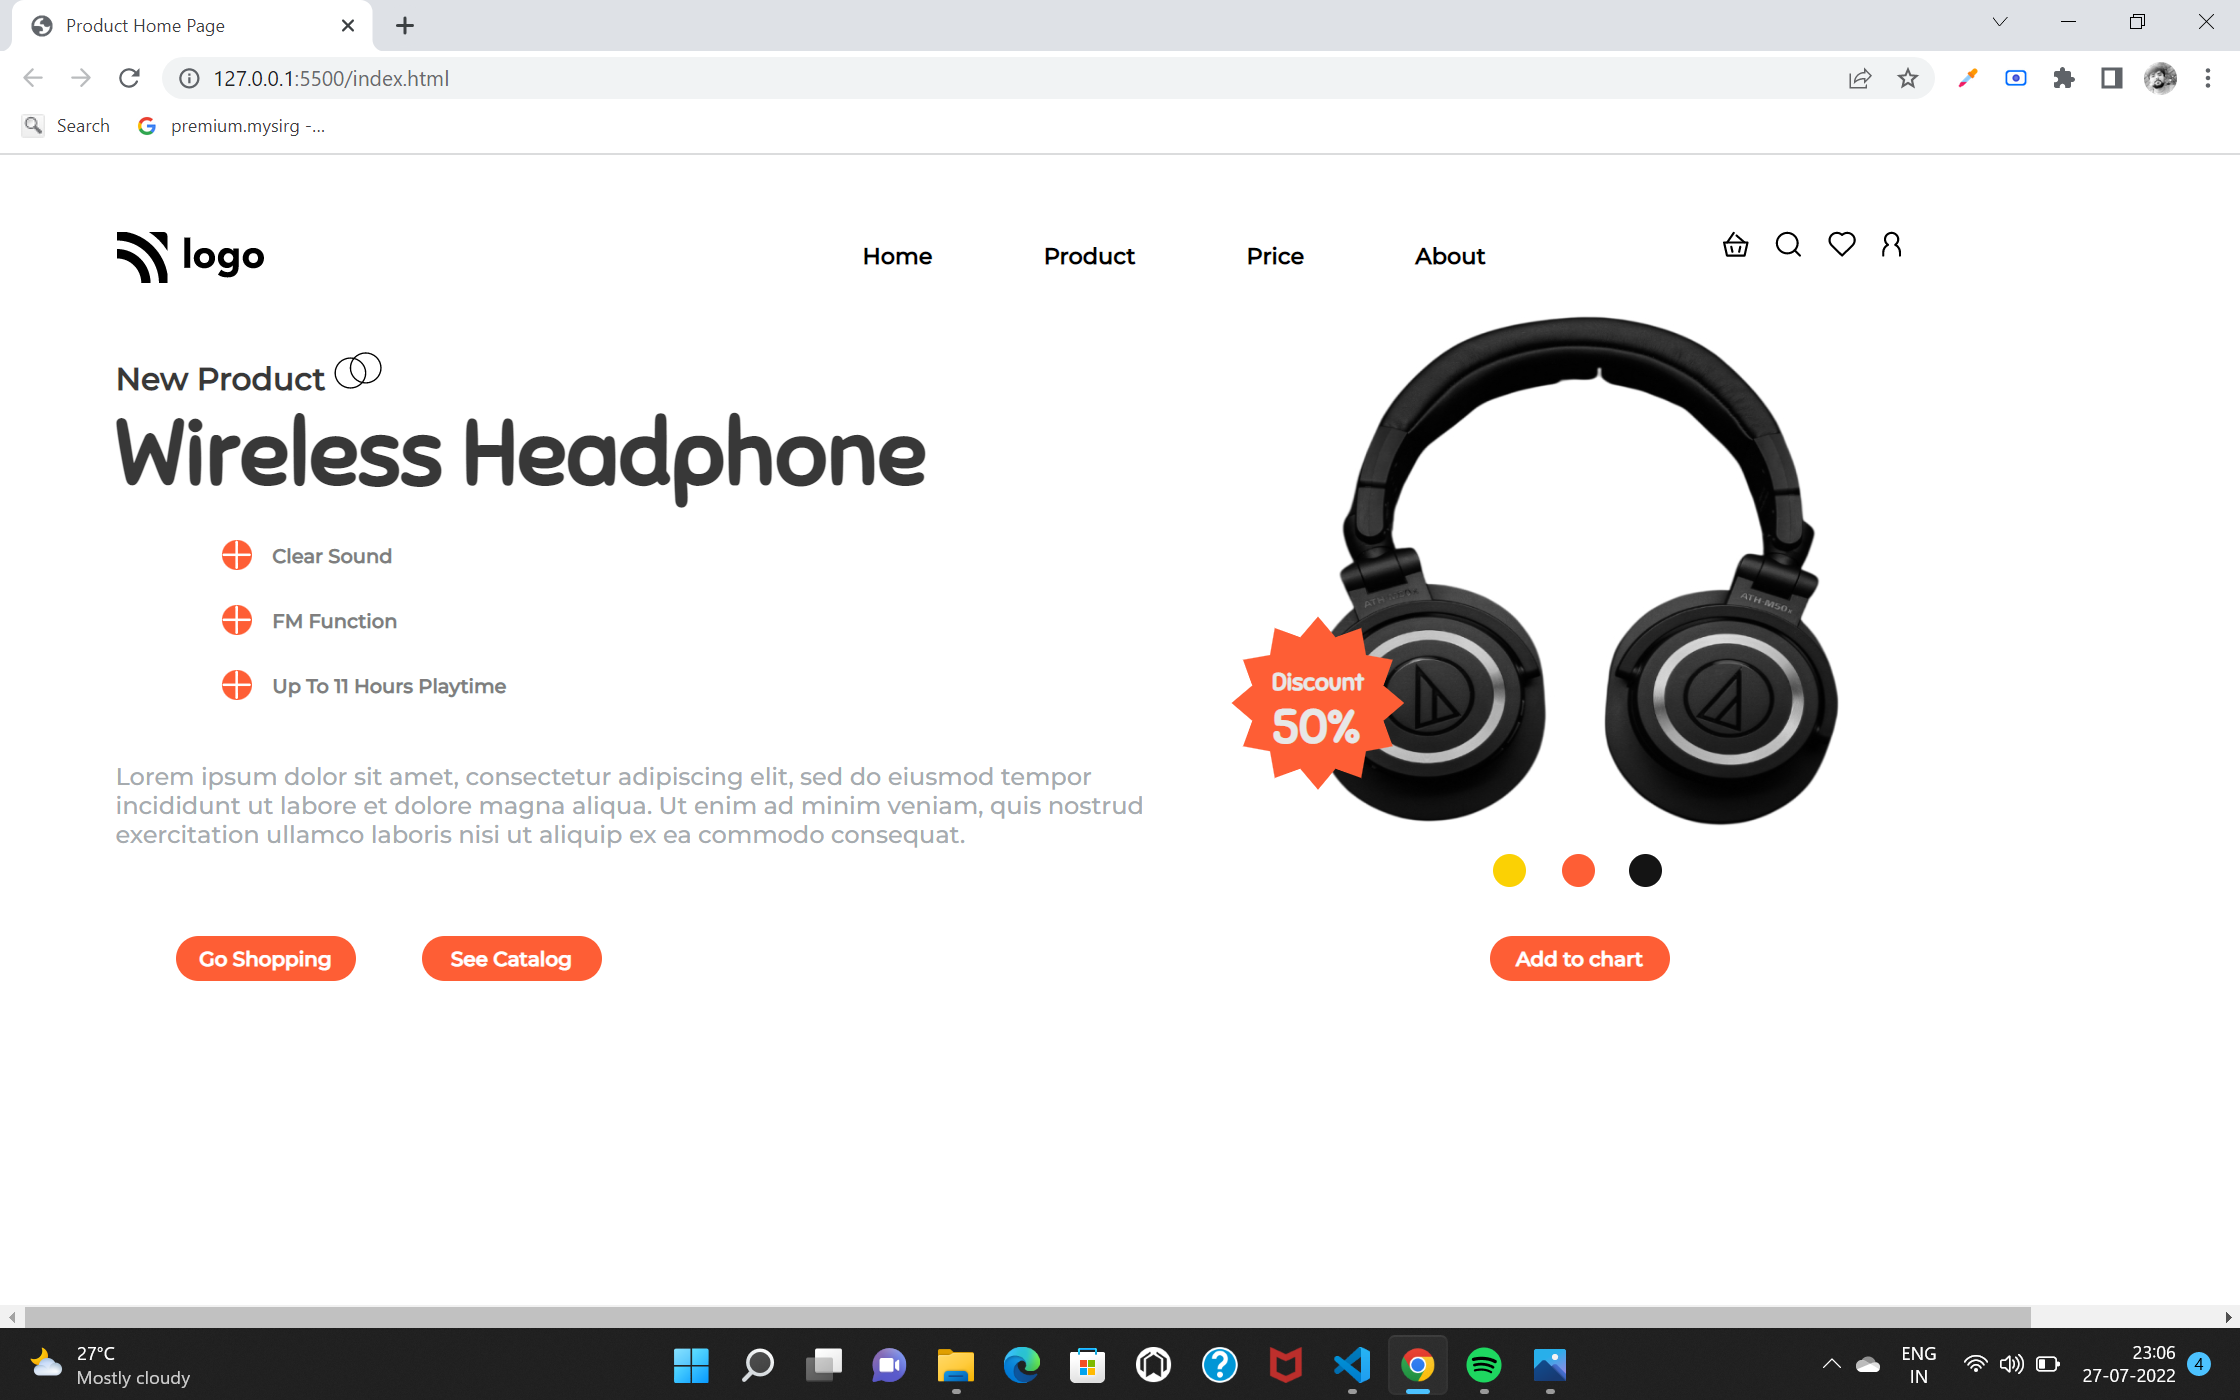 Product Home Page
127.0.0.1:5500/index.html
Search premium.mysirg -...
logo
Home Product Price About
New Product
Wireless Headphone
Clear Sound
FM Function
Up To 11 Hours Playtime
Lorem ipsum dolor sit amet, consectetur adipiscing elit, sed do eiusmod tempor
incididunt ut labore et dolore magna aliqua. Ut enim ad minim veniam, quis nostrud
exercitation ullamco laboris nisi ut aliquip ex ea commodo consequat.
Go Shopping See Catalog
ATH-M50x
Discount
50%
Add to chart
27°C
Mostly cloudy
ENG
IN
23:06
27-07-2022
4